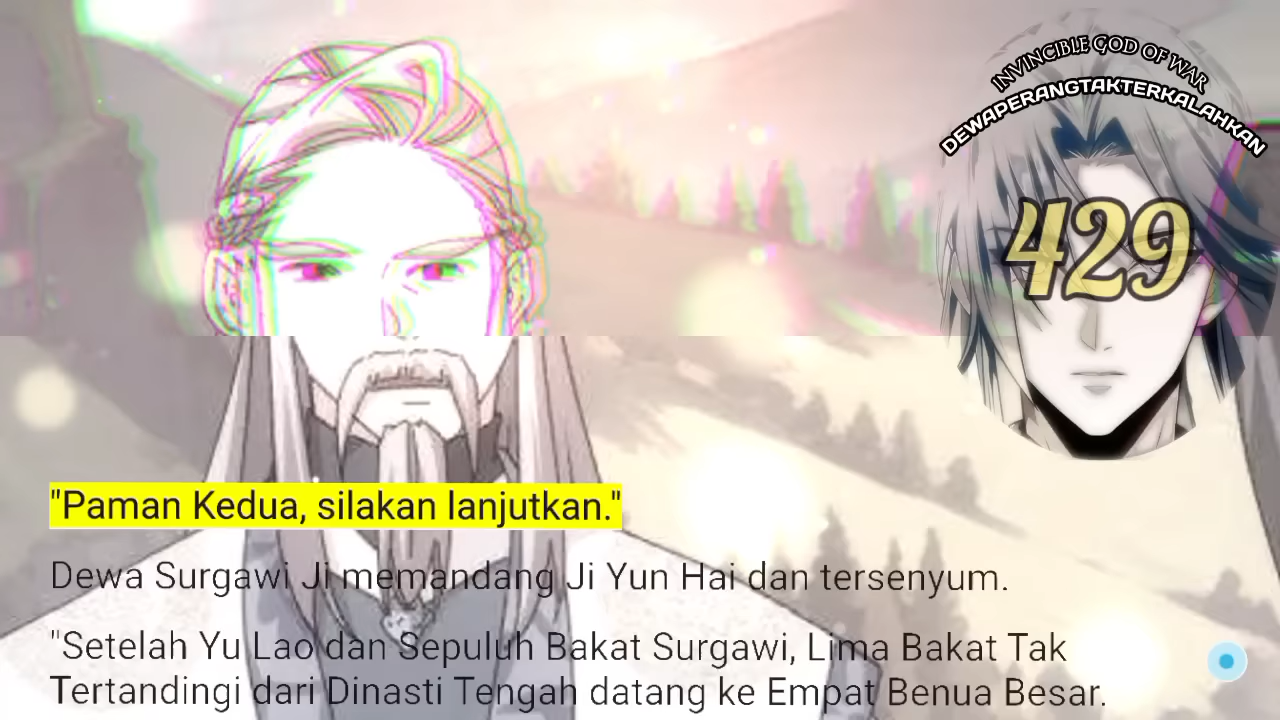 INVINCIBLE GOD OF WAR
DEWAPERANGTAKTERKALAHKAN
429
"Paman Kedua, silakan lanjutkan."
Dewa Surgawi Ji memandang Ji Yun Hai dan tersenyum.
"Setelah Yu Lao dan Sepuluh Bakat Surgawi, Lima Bakat Tak
Tertandingi dari Dinasti Tengah datang ke Empat Benua Besar.